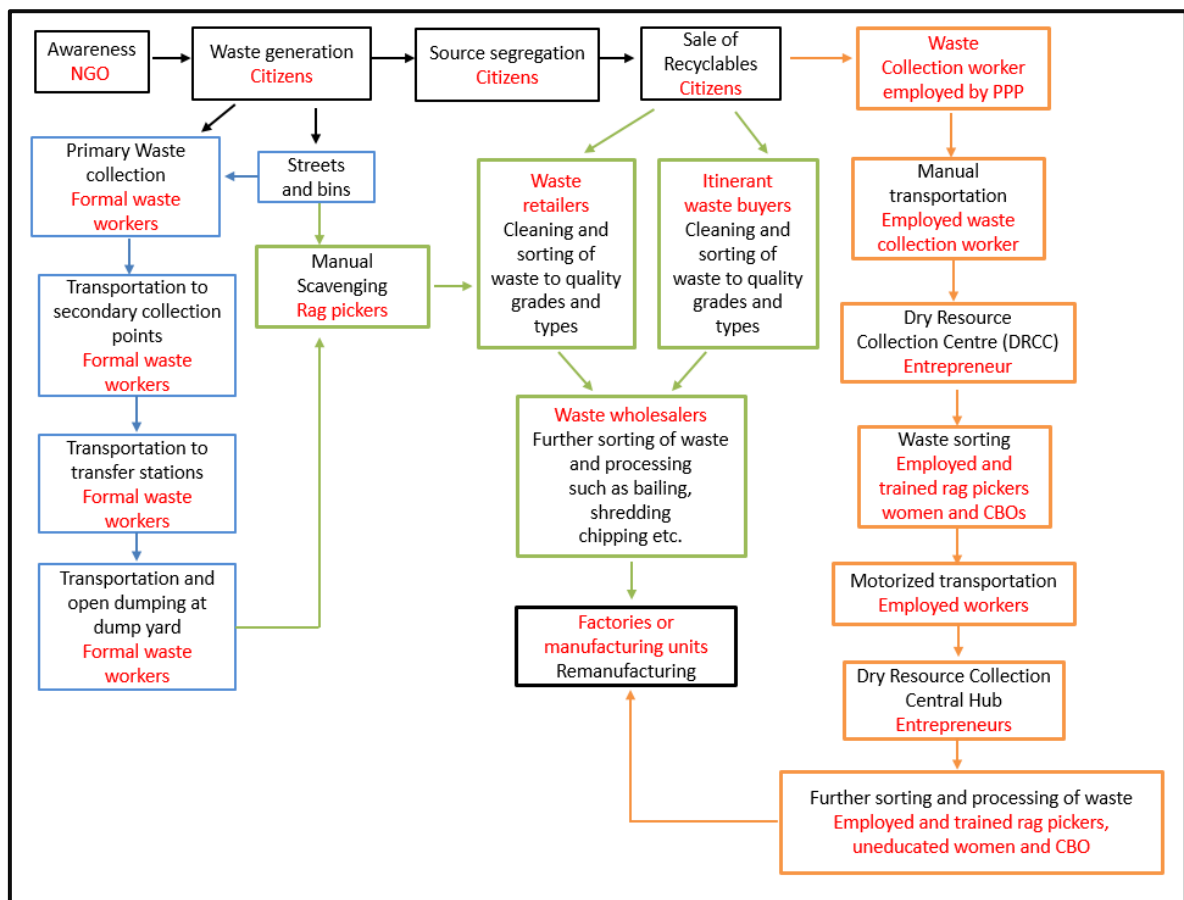 Awareness
NGO
Waste generation
Citizens
Source segregation
Citizens
Sale of
Recyclables
Citizens
Waste
Collection worker
employed by PPP
Primary Waste
collection
Formal waste
workers
Streets
and bins
Waste
retailers
Cleaning and
sorting of
waste to quality
grades and
types
Itinerant
waste buyers
Cleaning and
sorting of
waste to quality
grades and
types
Manual
transportation
Employed waste
collection worker
Manual
Scavenging
Rag pickers
Transportation to
secondary collection
points
Formal waste
workers
Dry Resource
Collection Centre (DRCC)
Entrepreneur
Waste wholesalers
Further sorting of waste
and processing
such as bailing,
shredding
chipping etc.
Waste sorting
Employed and
trained rag pickers
women and CBOs
Transportation to
transfer stations
Formal waste
workers
Transportation and
open dumping at
dump yard
Formal waste
workers
Motorized transportation
Employed workers
Factories or
manufacturing units
Remanufacturing
Dry Resource Collection
Central Hub
Entrepreneurs
Further sorting and processing of waste
Employed and trained rag pickers,
uneducated women and CBO